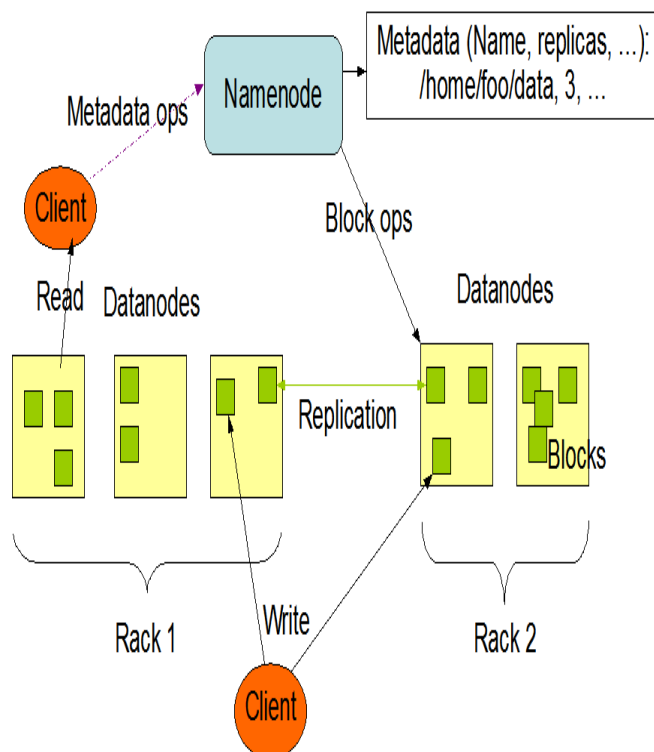 Metadata (Name, replicas, …):
/home/foo/data, 3, …
Namenode
Metadata ops
Client
Block ops
Read
Datanodes
Datanodes
Replication
Blocks
Rack 1
Write
Rack 2
Client